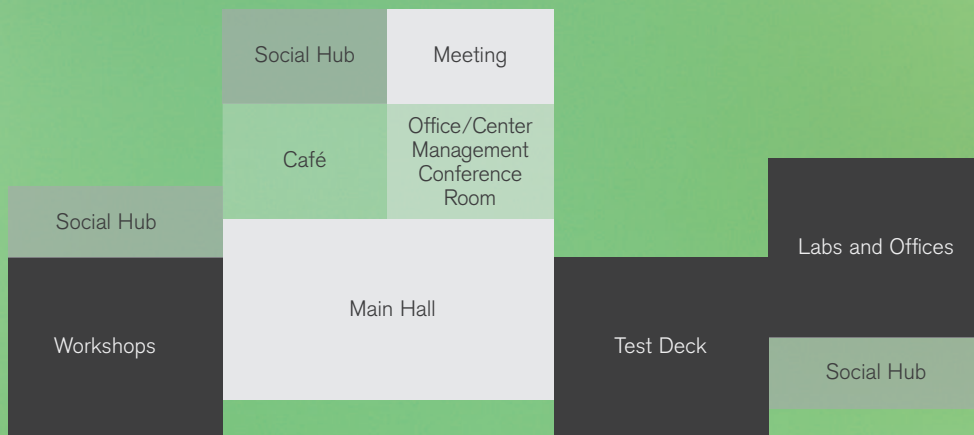 Social Hub
Meeting
Café
Office/Center
Management
Conference
Room
Social Hub
Labs and Offices
Main Hall
Workshops
Test Deck
Social Hub